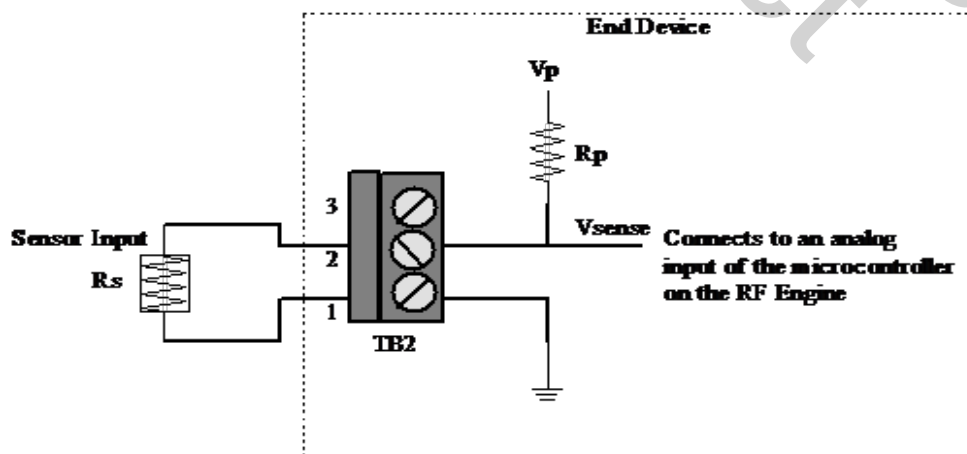 End Device
Vp
Rp
3
Sensor Input
Rs
2
1
Vsense
Connects to an analog
input of the microcontroller
on the RF Engine
TB2